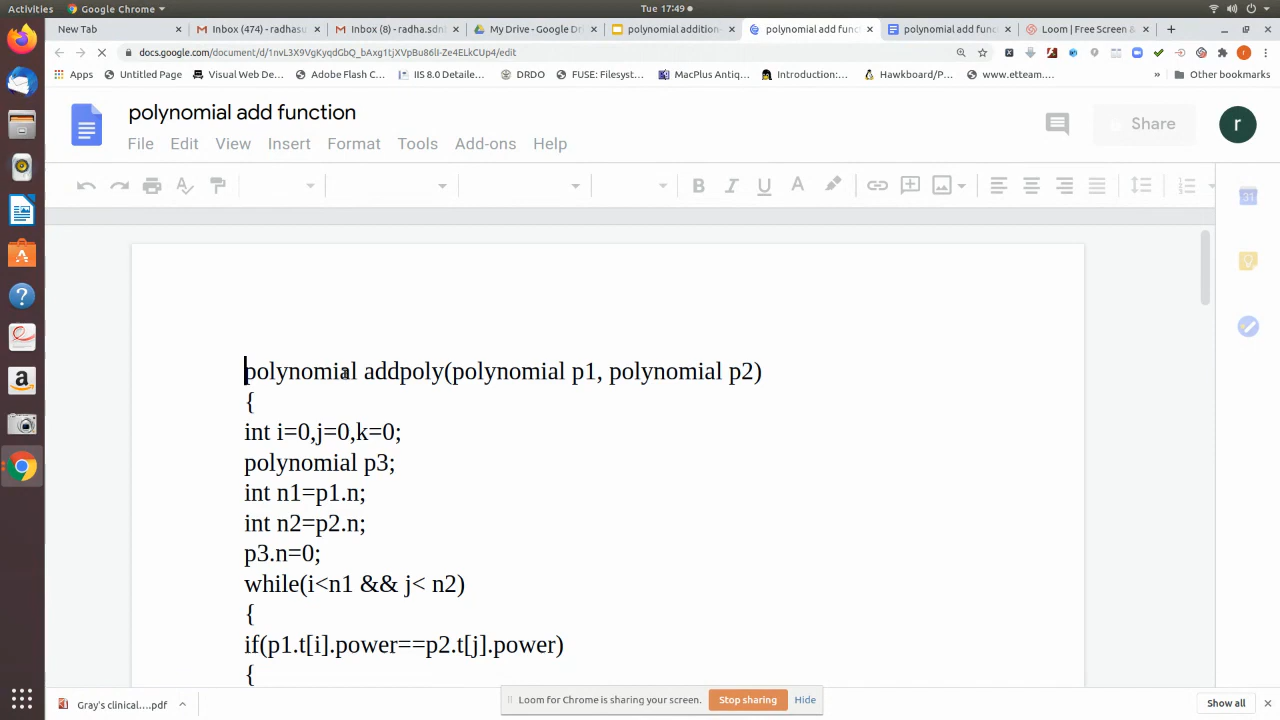 Activities
Google Chrome
Tue 17:49
New Tab
Inbox (474) - radhasu
Inbox (8) - radha.sdn
My Drive - Google Dr
polynomial addition-
polynomial add funct
polynomial add func
Loom | Free Screen &
docs.google.com/document/d/1nvL3X9VgKyqdGbQ_bAxg1tjXVpBu86lI-Ze4ELkCUp4/edit
Apps
Untitled Page
Visual Web De...
Adobe Flash C...
IIS 8.0 Detaile...
DRDO
FUSE: Filesyst...
MacPlus Antiq...
Introduction:...
Hawkboard/P...
www.etteam....
»
Other bookmarks
polynomial add function
File Edit View Insert Format Tools Add-ons Help
Share
r
31
polynomial addpoly(polynomial p1, polynomial p2)
{
int i=0,j=0,k=0;
polynomial p3;
int n1=p1.n;
int n2=p2.n;
p3.n=0;
while(i<n1 && j< n2)
{
if(p1.t[i].power==p2.t[j].power)
{
Loom for Chrome is sharing your screen.
Stop sharing
Hide
Gray's clinical....pdf
Show all